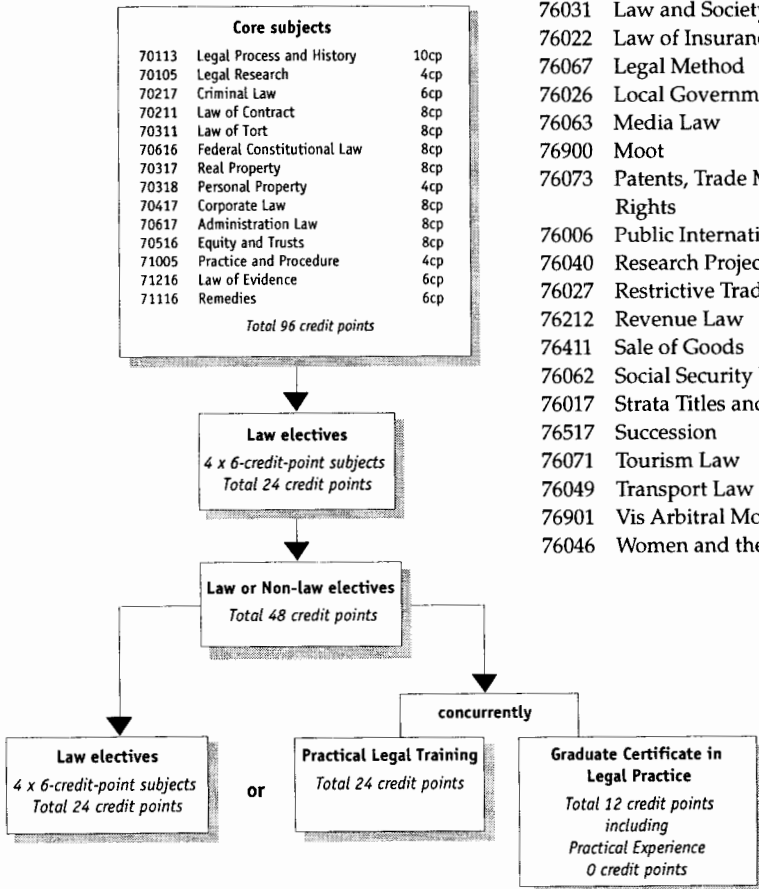 Core subjects
70113 Legal Process and History 10cp
70105 Legal Research 4cp
70217 Criminal Law 6cp
70211 Law of Contract 8cp
70311 Law of Tort 8cp
70616 Federal Constitutional Law 8cp
70317 Real Property 8cp
70318 Personal Property 4cp
70417 Corporate Law 8cp
70617 Administration Law 8cp
70516 Equity and Trusts 8cp
71005 Practice and Procedure 4cp
71216 Law of Evidence 6cp
71116 Remedies 6cp
Total 96 credit points
Law electives
4 x 6-credit-point subjects
Total 24 credit points
Law or Non-law electives
Total 48 credit points
Law electives
4 x 6-credit-point subjects
Total 24 credit points
or
concurrently
Practical Legal Training
Total 24 credit points
Graduate Certificate in
Legal Practice
Total 12 credit points
including
Practical Experience
0 credit points
76031 Law and Society
76022 Law of
76067 Legal Method
76026 Local
76063 Media Law
76900 Moot
76073 Patents, Trade
Rights
76006 Public
76040 Research
76027 Restrictive
76212 Revenue Law
76411 Sale of Goods
76062 Social Security
76017 Strata Titles
76517 Succession
76071 Tourism Law
76049 Transport Law
76901 Vis Arbitral
76046 Women and